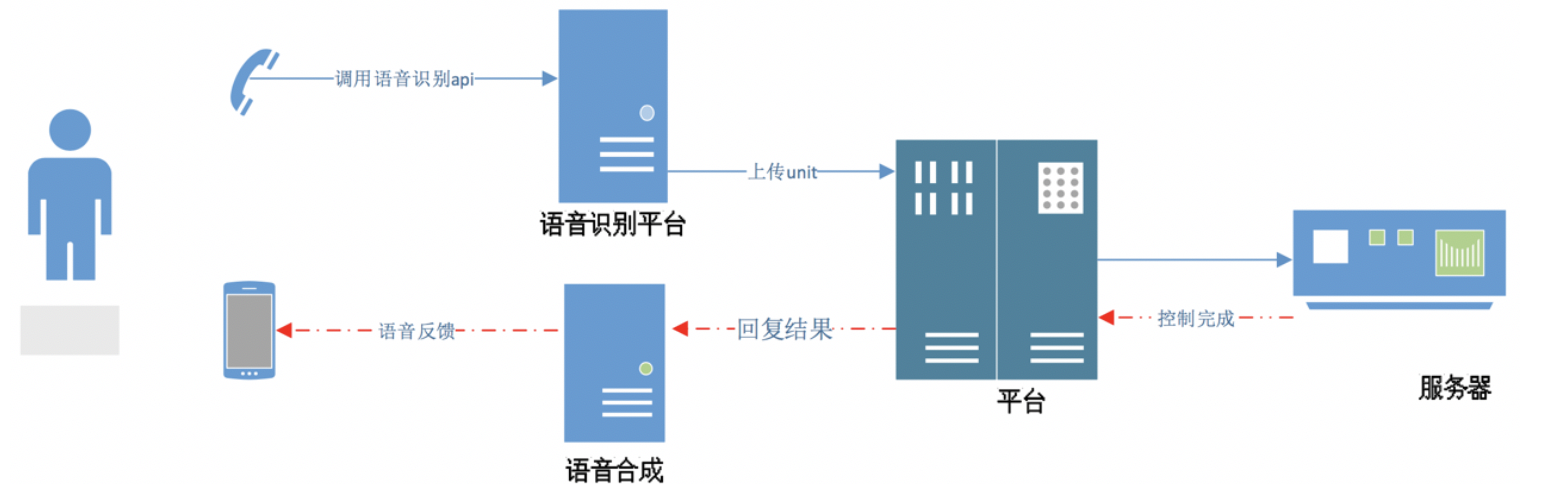 调用语音识别api
语音识别平台
上传unit
语音反馈
回复结果
控制完成
语音合成
平台
服务器